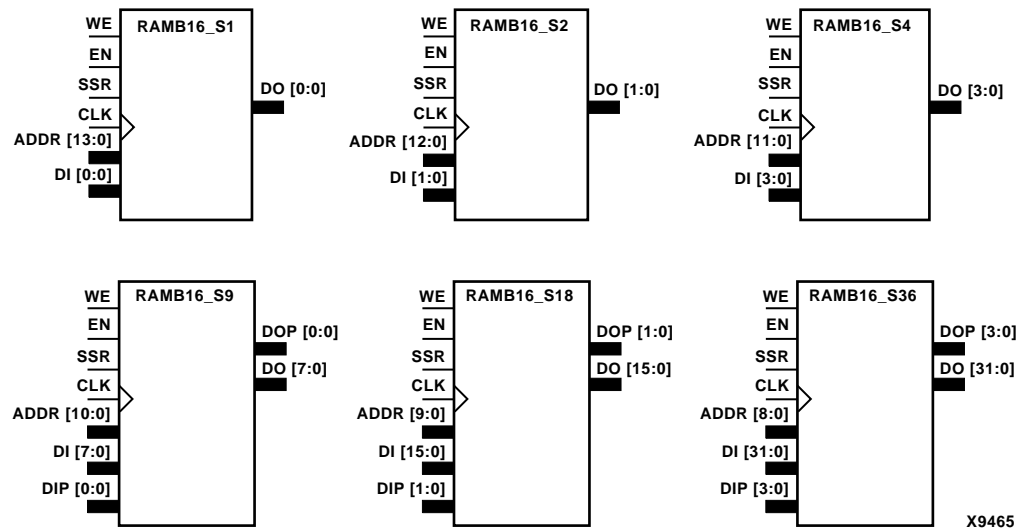 RAMB16_S1
WE
EN
SSR
CLK
ADDR [13:0]
DI [0:0]
DO [0:0]
RAMB16_S2
WE
EN
SSR
CLK
ADDR [12:0]
DI [1:0]
DO [1:0]
RAMB16_S4
WE
EN
SSR
CLK
ADDR [11:0]
DI [3:0]
DO [3:0]
RAMB16_S9
WE
EN
SSR
CLK
ADDR [10:0]
DI [7:0]
DIP [0:0]
DOP [0:0]
DO [7:0]
RAMB16_S18
WE
EN
SSR
CLK
ADDR [9:0]
DI [15:0]
DIP [1:0]
DOP [1:0]
DO [15:0]
RAMB16_S36
WE
EN
SSR
CLK
ADDR [8:0]
DI [31:0]
DIP [3:0]
DOP [3:0]
DO [31:0]
X9465